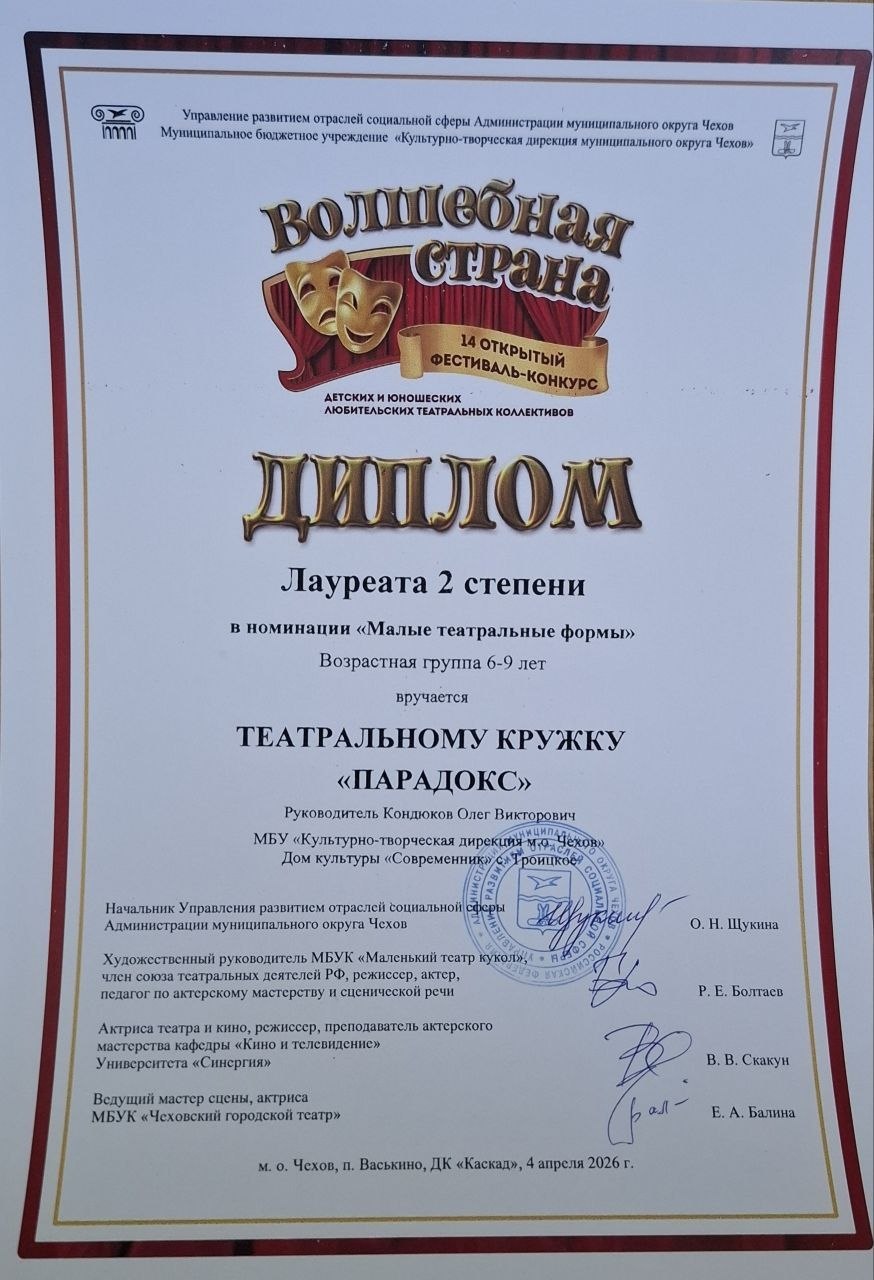 Управление развитием отраслей социальной сферы Администрации муниципального округа Чехов
Муниципальное бюджетное учреждение «Культурно-творческая дирекция муниципального округа Чехов»
Волшебная
страна
14 ОТКРЫТЫЙ
ФЕСТИВАЛЬ-КОНКУРС
ДЕТСКИХ И ЮНОШЕСКИХ
ЛЮБИТЕЛЬСКИХ ТЕАТРАЛЬНЫХ КОЛЛЕКТИВОВ
ДИПЛОМ
Лауреата 2 степени
в номинации «Малые театральные формы»
Возрастная группа 6-9 лет
вручается
ТЕАТРАЛЬНОМУ КРУЖКУ
«ПАРАДОКС»
Руководитель Кондюков Олег Викторович
МБУ «Культурно-творческая дирекция м.о. Чехов»
Дом культуры «Современник» с. Троицкое
Начальник Управления развитием отраслей социальной сферы
Администрации муниципального округа Чехов
О. Н. Щукина
Художественный руководитель МБУК «Маленький театр кукол»,
член союза театральных деятелей РФ, режиссер, актер,
педагог по актерскому мастерству и сценической речи
Р. Е. Болтаев
Актриса театра и кино, режиссер, преподаватель актерского
мастерства кафедры «Кино и телевидение»
Университета «Синергия»
В. В. Скакун
Ведущий мастер сцены, актриса
МБУК «Чеховский городской театр»
Е. А. Балина
м. о. Чехов, п. Васькино, ДК «Каскад», 4 апреля 2026 г.